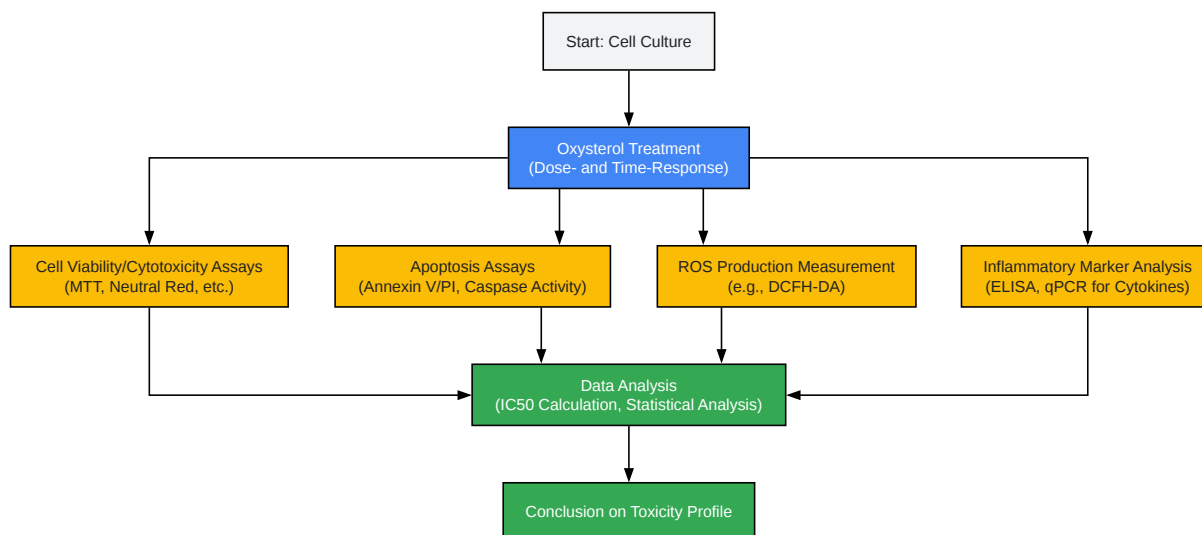 Start: Cell Culture
Oxysterol Treatment
(Dose- and Time-Response)
Cell Viability/Cytotoxicity Assays
(MTT, Neutral Red, etc.)
Apoptosis Assays
(Annexin V/PI, Caspase Activity)
ROS Production Measurement
(e.g., DCFH-DA)
Inflammatory Marker Analysis
(ELISA, qPCR for Cytokines)
Data Analysis
(IC50 Calculation, Statistical Analysis)
Conclusion on Toxicity Profile